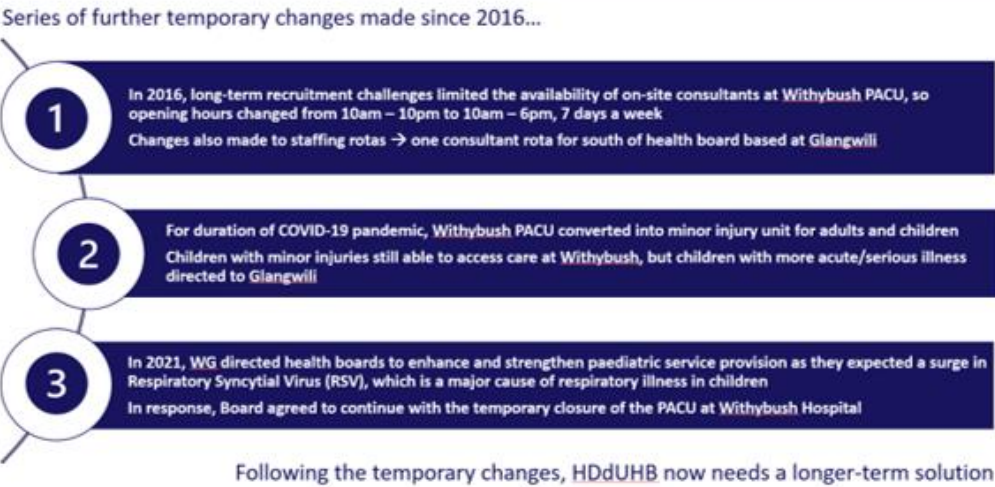 Series of further temporary changes made since 2016...
1
In 2016, long-term recruitment challenges limited the availability of on-site consultants at Withybush PACU, so
opening hours changed from 10am – 10pm to 10am – 6pm, 7 days a week
Changes also made to staffing rotas → one consultant rota for south of health board based at Glangwili
2
For duration of COVID-19 pandemic, Withybush PACU converted into minor injury unit for adults and children
Children with minor injuries still able to access care at Withybush, but children with more acute/serious illness
directed to Glangwili
3
In 2021, WG directed health boards to enhance and strengthen paediatric service provision as they expected a surge in
Respiratory Syncytial Virus (RSV), which is a major cause of respiratory illness in children
In response, Board agreed to continue with the temporary closure of the PACU at Withybush Hospital
Following the temporary changes, HDdUHB now needs a longer-term solution